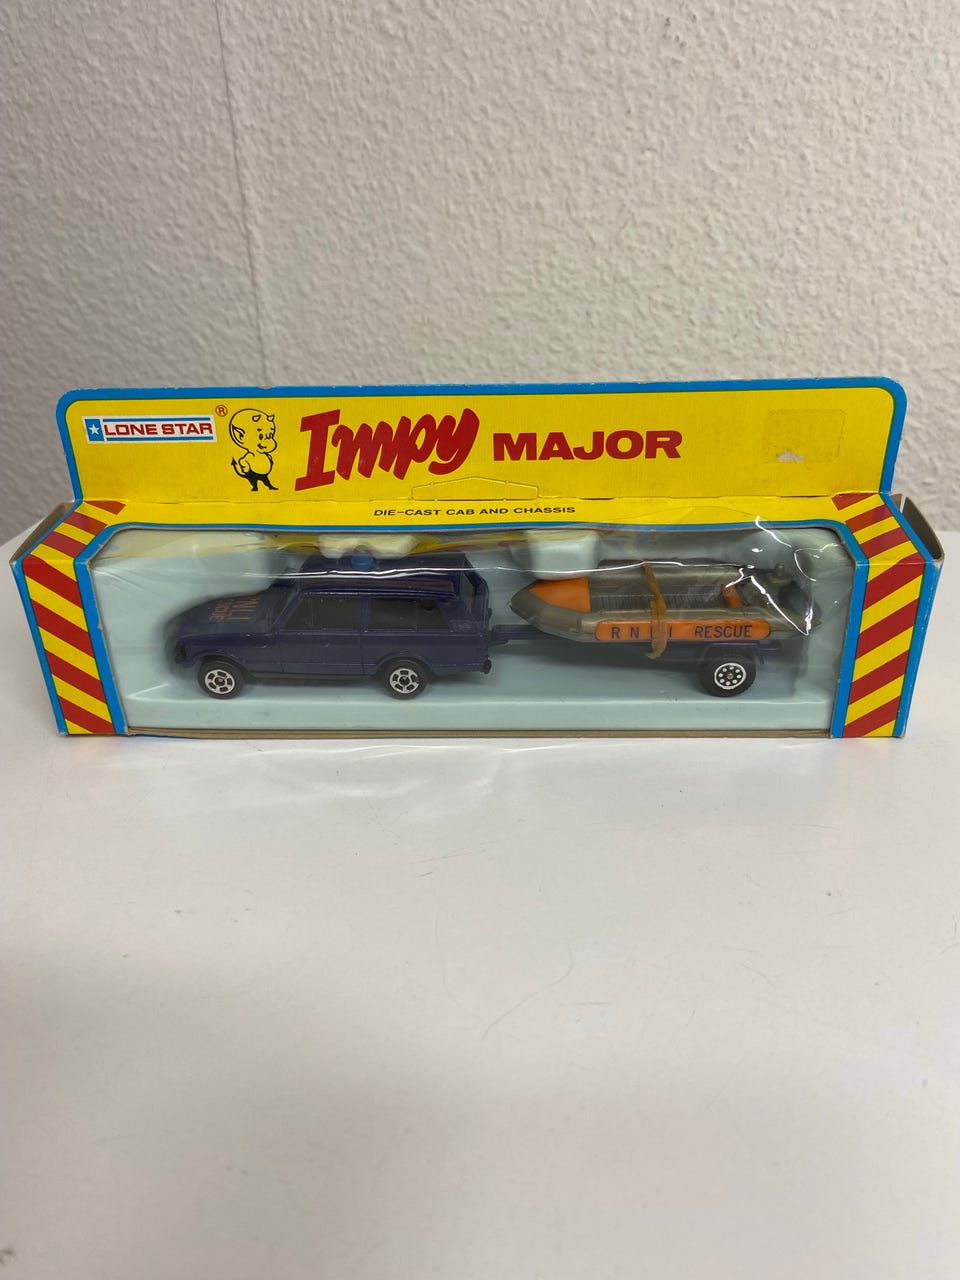 LONE STAR ®
Impy MAJOR
DIE-CAST CAB AND CHASSIS
R N L I RESCUE